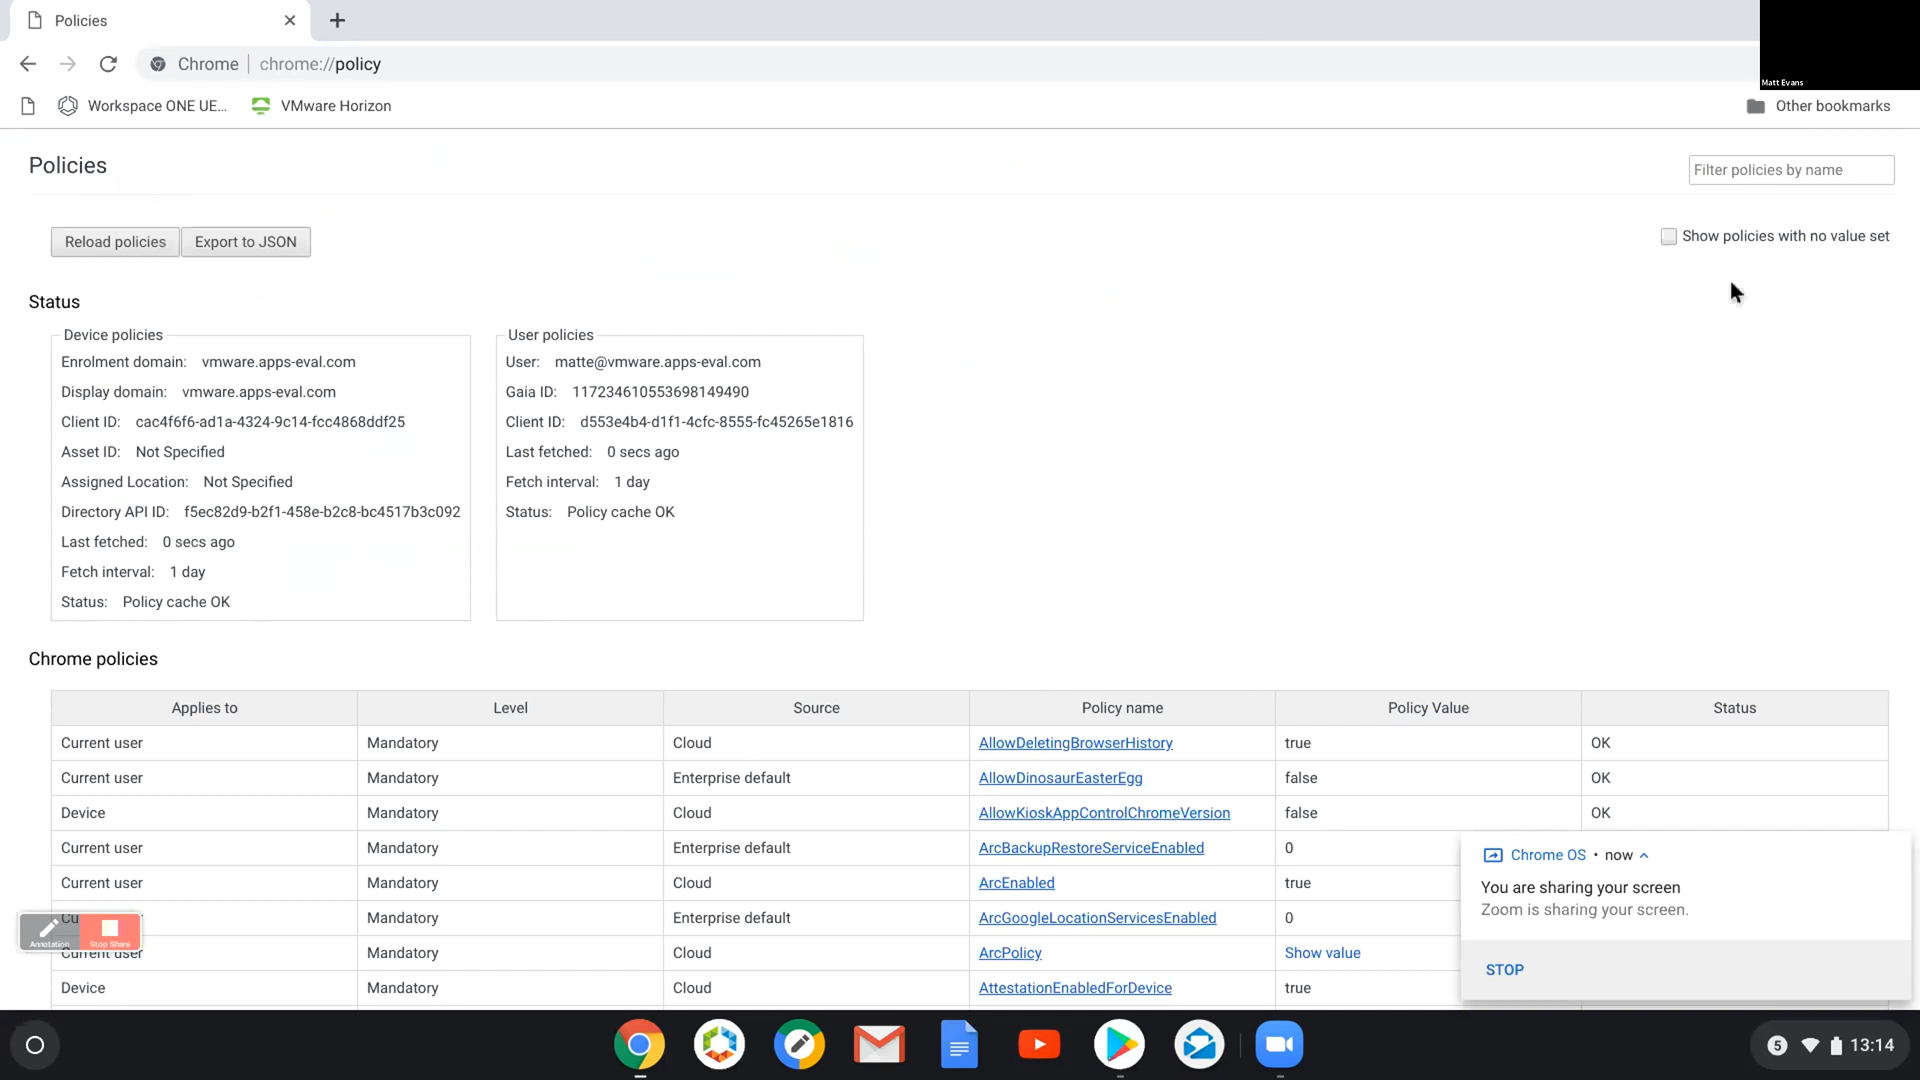 Policies
Chrome chrome://policy
Matt Evans
Workspace ONE UE... VMware Horizon Other bookmarks
Policies
Filter policies by name
Reload policies Export to JSON
Show policies with no value set
Status
Device policies
Enrolment domain: vmware.apps-eval.com
Display domain: vmware.apps-eval.com
Client ID: cac4f6f6-ad1a-4324-9c14-fcc4868ddf25
Asset ID: Not Specified
Assigned Location: Not Specified
Directory API ID: f5ec82d9-b2f1-458e-b2c8-bc4517b3c092
Last fetched: 0 secs ago
Fetch interval: 1 day
Status: Policy cache OK
User policies
User: matte@vmware.apps-eval.com
Gaia ID: 117234610553698149490
Client ID: d553e4b4-d1f1-4cfc-8555-fc45265e1816
Last fetched: 0 secs ago
Fetch interval: 1 day
Status: Policy cache OK
Chrome policies
Applies to Level Source Policy name Policy Value Status
Current user Mandatory Cloud AllowDeletingBrowserHistory true OK
Current user Mandatory Enterprise default AllowDinosaurEasterEgg false OK
Device Mandatory Cloud AllowKioskAppControlChromeVersion false OK
Current user Mandatory Enterprise default ArcBackupRestoreServiceEnabled 0
Current user Mandatory Cloud ArcEnabled true
Mandatory Enterprise default ArcGoogleLocationServicesEnabled 0
Current user Mandatory Cloud ArcPolicy Show value
Device Mandatory Cloud AttestationEnabledForDevice true
Annotation Stop Share
Chrome OS • now
You are sharing your screen
Zoom is sharing your screen.
STOP
5 13:14